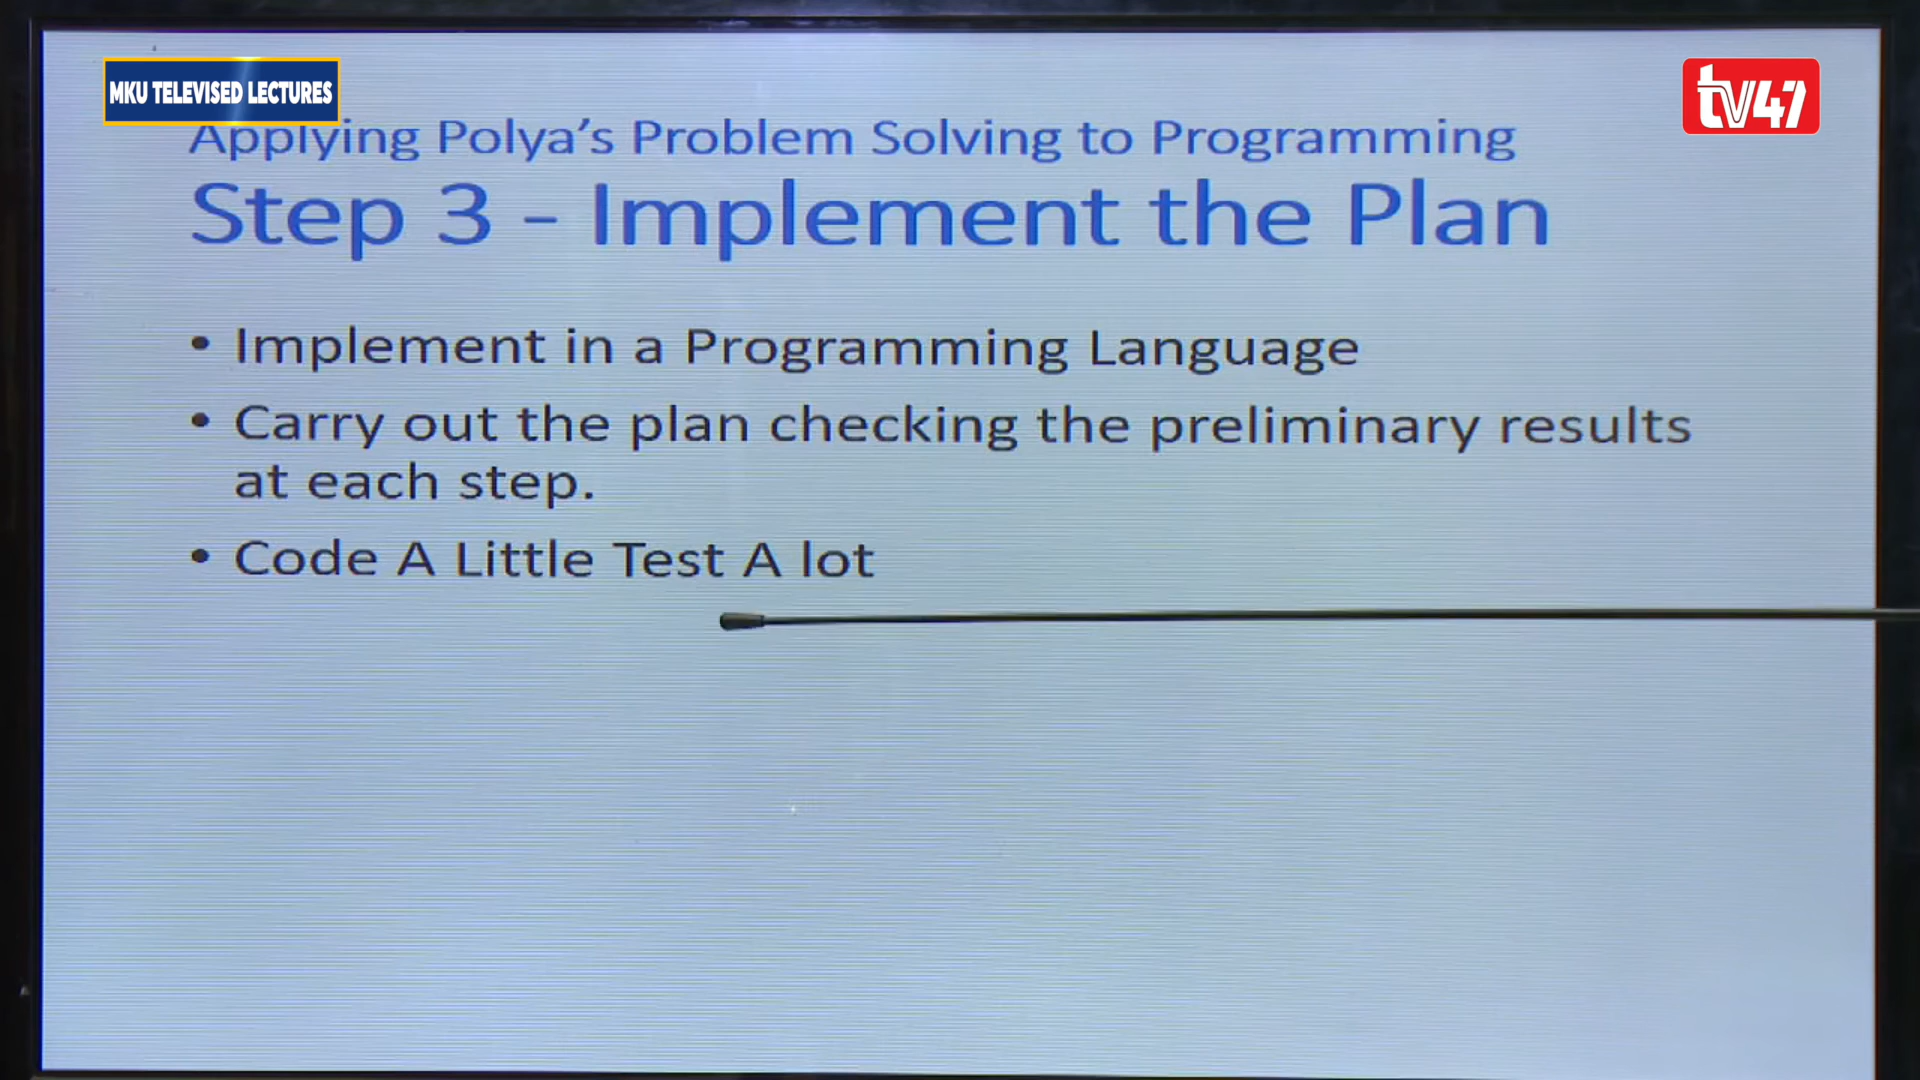 MKU TELEVISED LECTURES
tv47
Applying Polya's Problem Solving to Programming
Step 3 - Implement the Plan
• Implement in a Programming Language
• Carry out the plan checking the preliminary results
at each step.
• Code A Little Test A lot